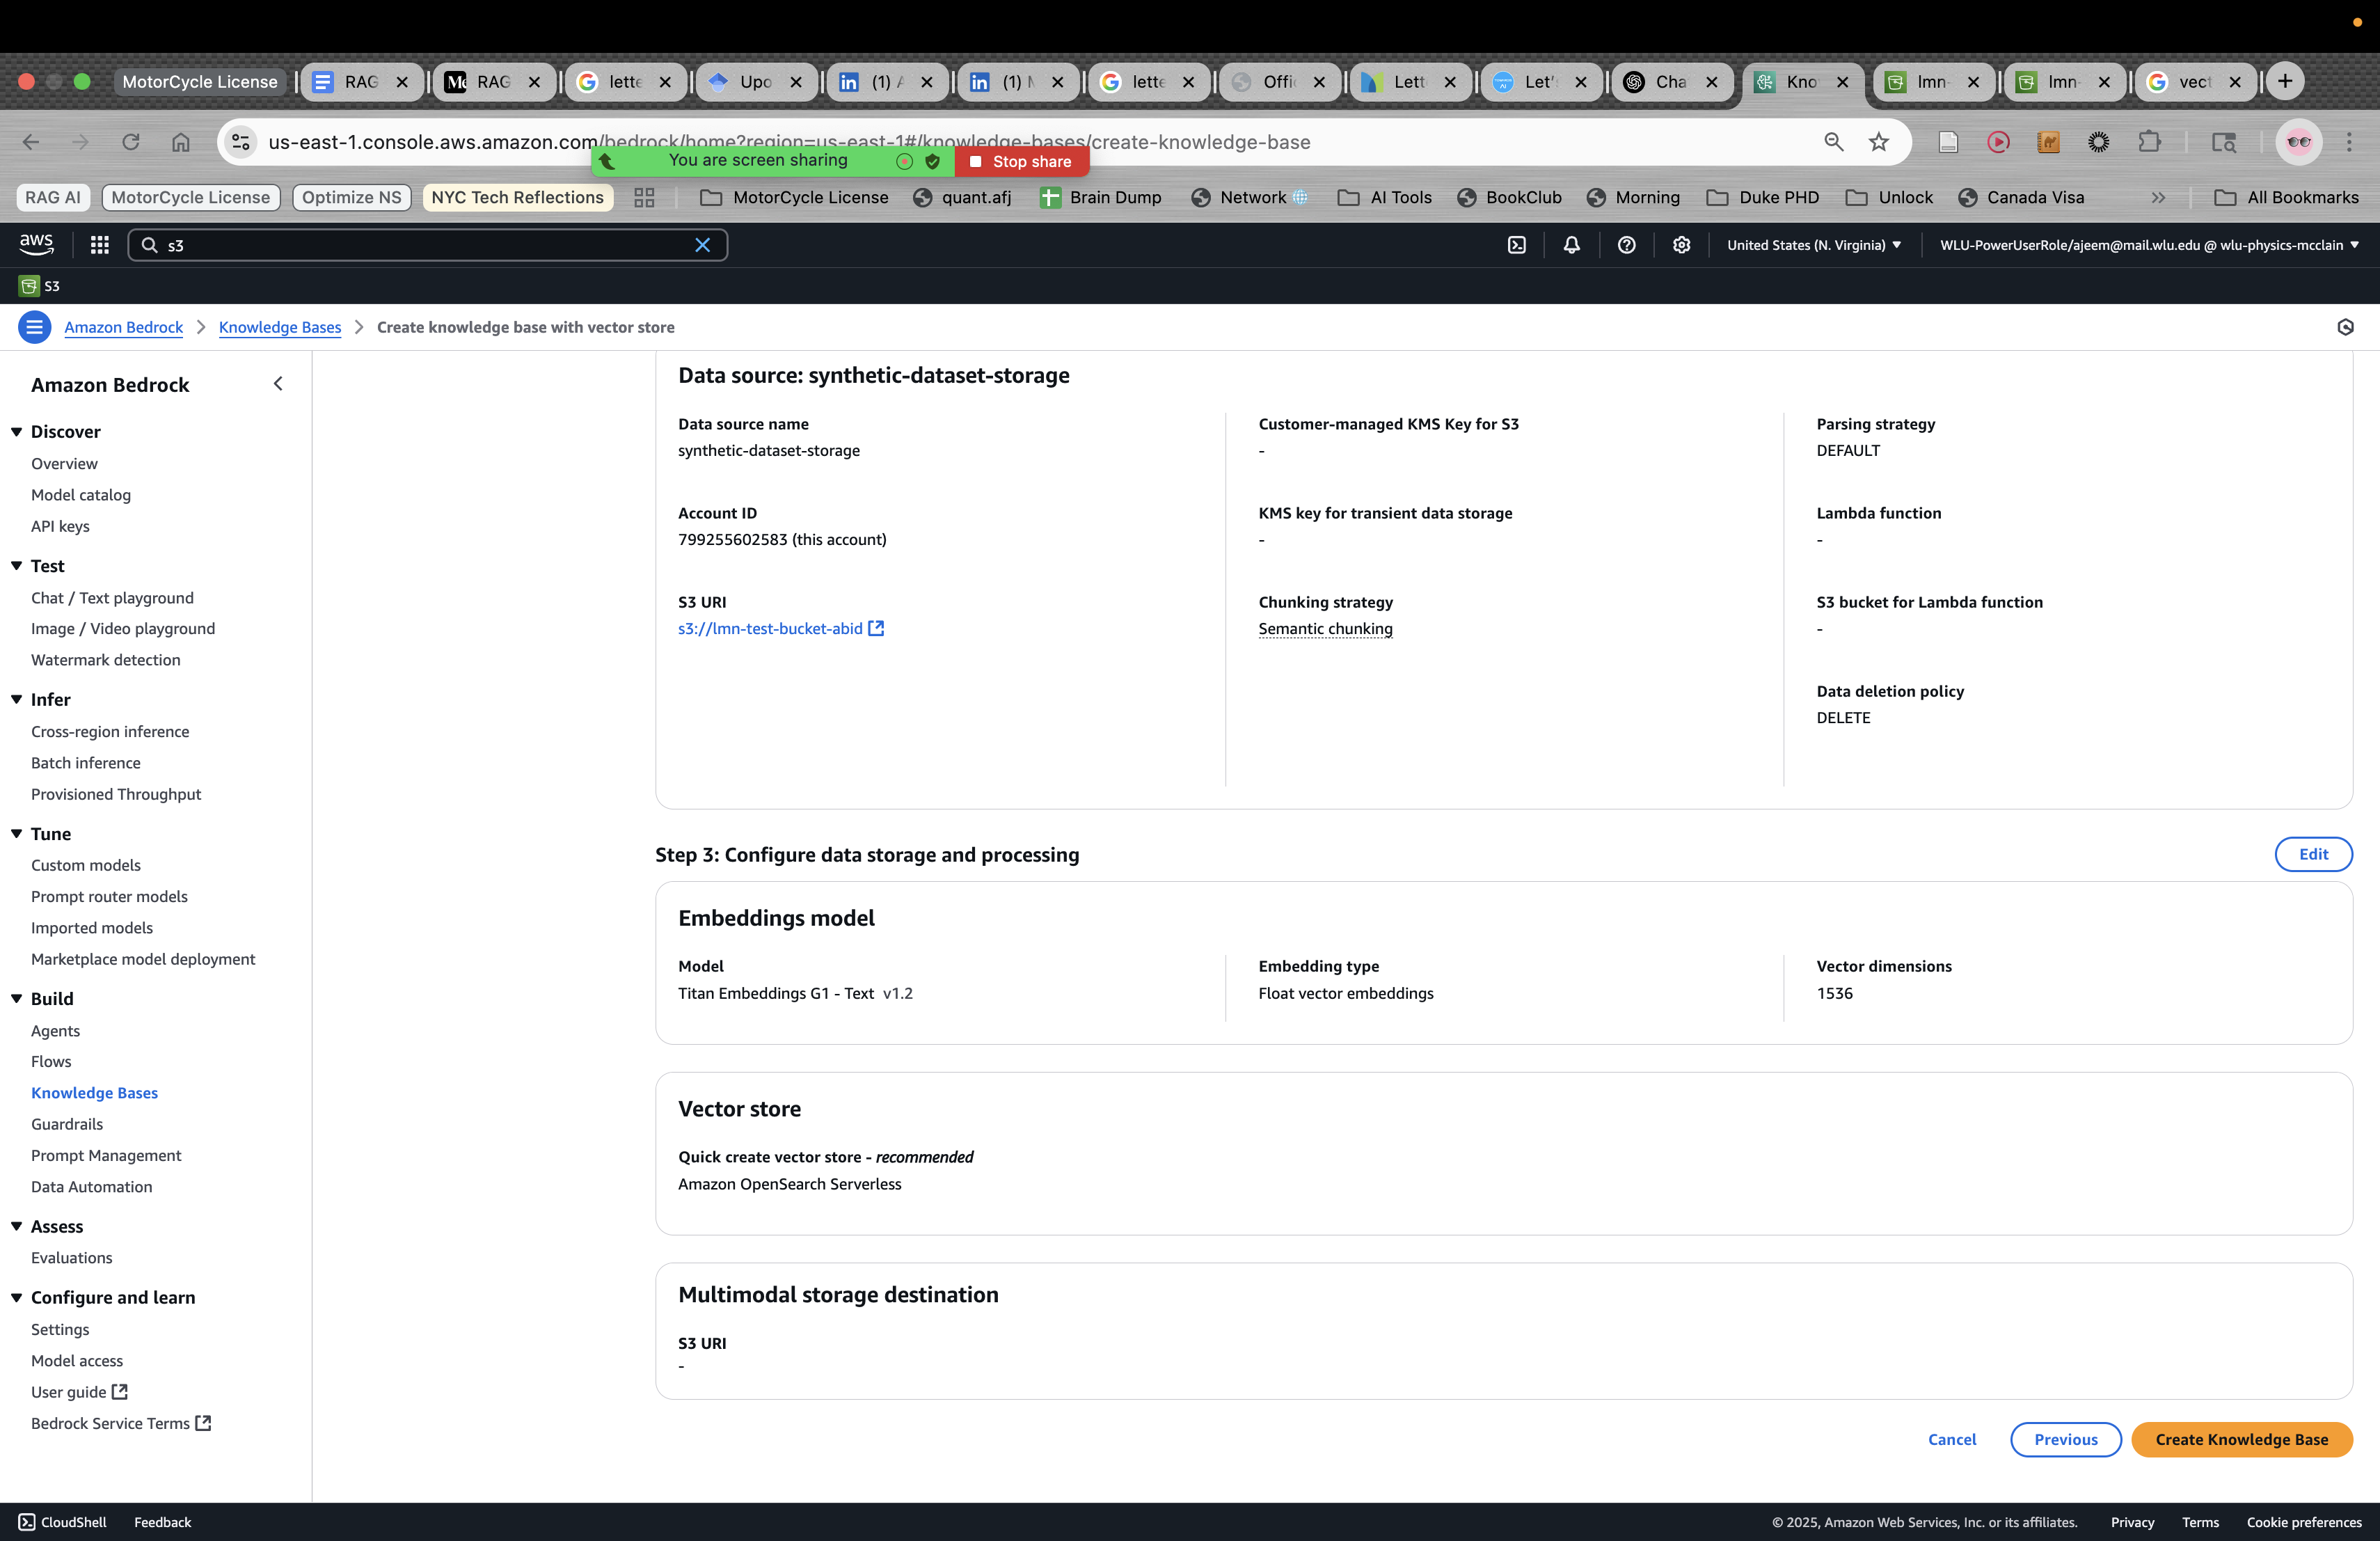 MotorCycle License
RAG
RAG
lette
Upo
(1) A
(1) M
lette
Offi
Lett
Let'
Cha
Kno
lmn-
lmn-
vect
us-east-1.console.aws.amazon.com/bedrock/home?region=us-east-1#/knowledge-bases/create-knowledge-base
You are screen sharing
Stop share
RAG AI
MotorCycle License
Optimize NS
NYC Tech Reflections
MotorCycle License
quant.afj
Brain Dump
Network
AI Tools
BookClub
Morning
Duke PHD
Unlock
Canada Visa
All Bookmarks
aws
s3
United States (N. Virginia)
WLU-PowerUserRole/ajeem@mail.wlu.edu @ wlu-physics-mcclain
S3
Amazon Bedrock
Knowledge Bases
Create knowledge base with vector store
Amazon Bedrock
Discover
Overview
Model catalog
API keys
Test
Chat / Text playground
Image / Video playground
Watermark detection
Infer
Cross-region inference
Batch inference
Provisioned Throughput
Tune
Custom models
Prompt router models
Imported models
Marketplace model deployment
Build
Agents
Flows
Knowledge Bases
Guardrails
Prompt Management
Data Automation
Assess
Evaluations
Configure and learn
Settings
Model access
User guide
Bedrock Service Terms
Data source: synthetic-dataset-storage
Data source name
synthetic-dataset-storage
Account ID
799255602583 (this account)
S3 URI
s3://lmn-test-bucket-abid
Customer-managed KMS Key for S3
-
KMS key for transient data storage
-
Chunking strategy
Semantic chunking
Parsing strategy
DEFAULT
Lambda function
-
S3 bucket for Lambda function
-
Data deletion policy
DELETE
Step 3: Configure data storage and processing
Edit
Embeddings model
Model
Titan Embeddings G1 - Text v1.2
Embedding type
Float vector embeddings
Vector dimensions
1536
Vector store
Quick create vector store - recommended
Amazon OpenSearch Serverless
Multimodal storage destination
S3 URI
-
Cancel
Previous
Create Knowledge Base
CloudShell
Feedback
© 2025, Amazon Web Services, Inc. or its affiliates.
Privacy
Terms
Cookie preferences